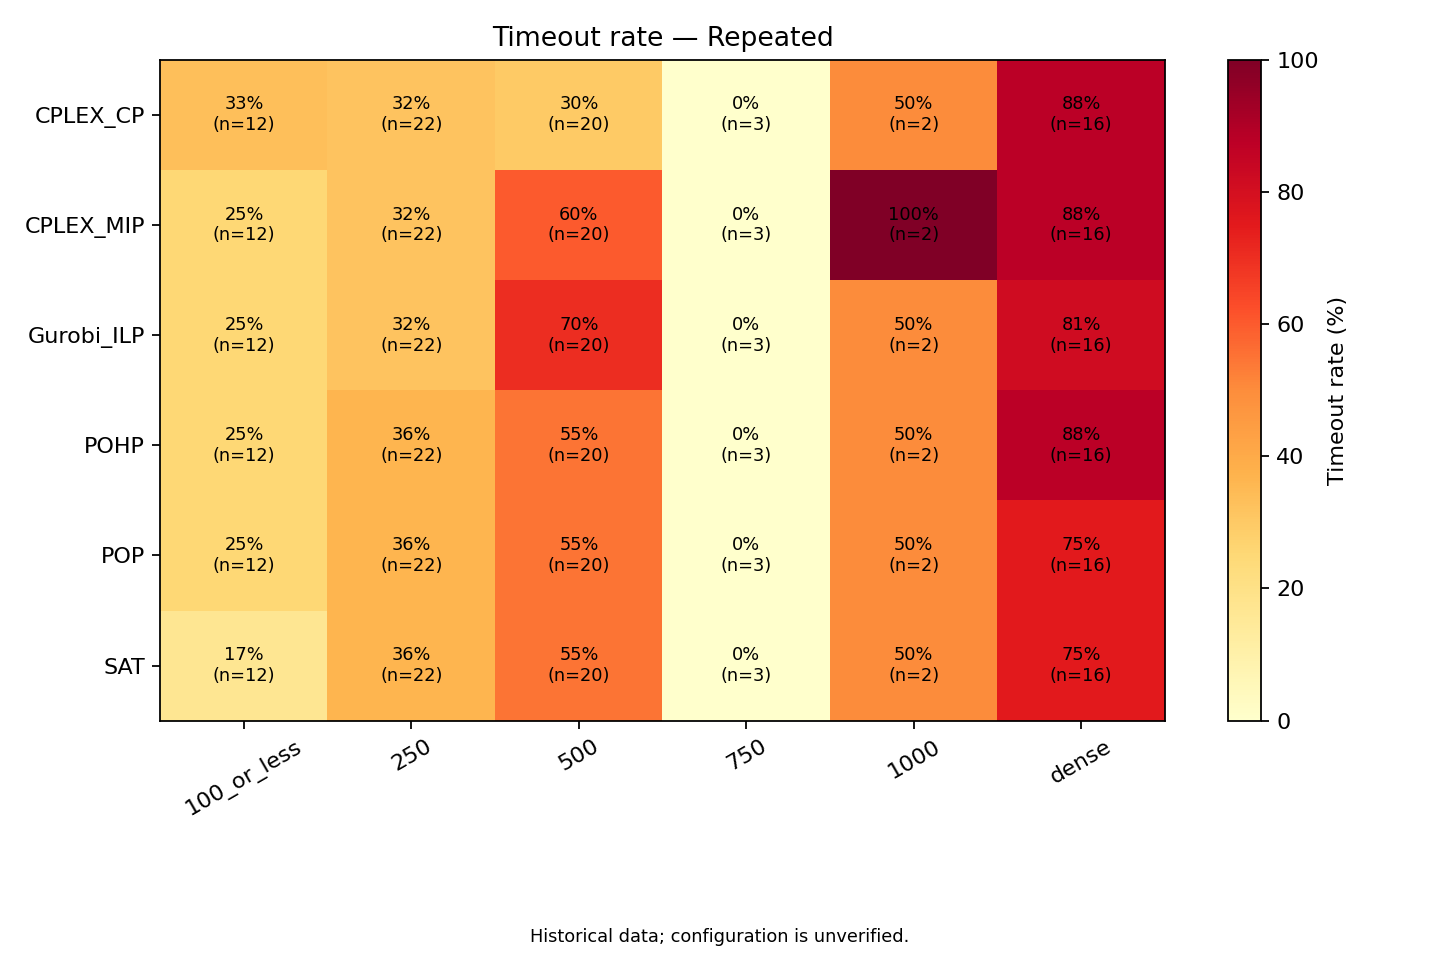 Timeout rate — Repeated
CPLEX_CP
33%
(n=12)
32%
(n=22)
30%
(n=20)
0%
(n=3)
50%
(n=2)
88%
(n=16)
CPLEX_MIP
25%
(n=12)
32%
(n=22)
60%
(n=20)
0%
(n=3)
100%
(n=2)
88%
(n=16)
Gurobi_ILP
25%
(n=12)
32%
(n=22)
70%
(n=20)
0%
(n=3)
50%
(n=2)
81%
(n=16)
POHP
25%
(n=12)
36%
(n=22)
55%
(n=20)
0%
(n=3)
50%
(n=2)
88%
(n=16)
POP
25%
(n=12)
36%
(n=22)
55%
(n=20)
0%
(n=3)
50%
(n=2)
75%
(n=16)
SAT
17%
(n=12)
36%
(n=22)
55%
(n=20)
0%
(n=3)
50%
(n=2)
75%
(n=16)
100_or_less
250
500
750
1000
dense
100
80
60
40
20
0
Timeout rate (%)
Historical data; configuration is unverified.